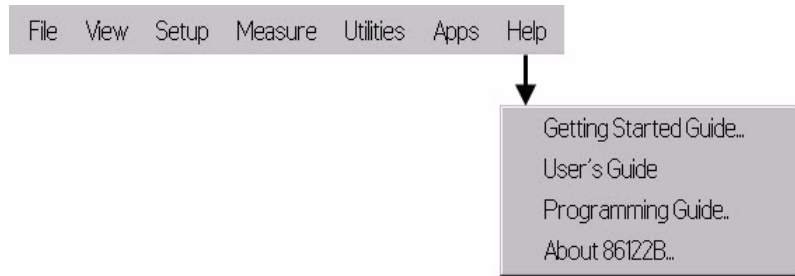 File View Setup Measure Utilities Apps Help
Getting Started Guide...
User's Guide
Programming Guide..
About 86122B...